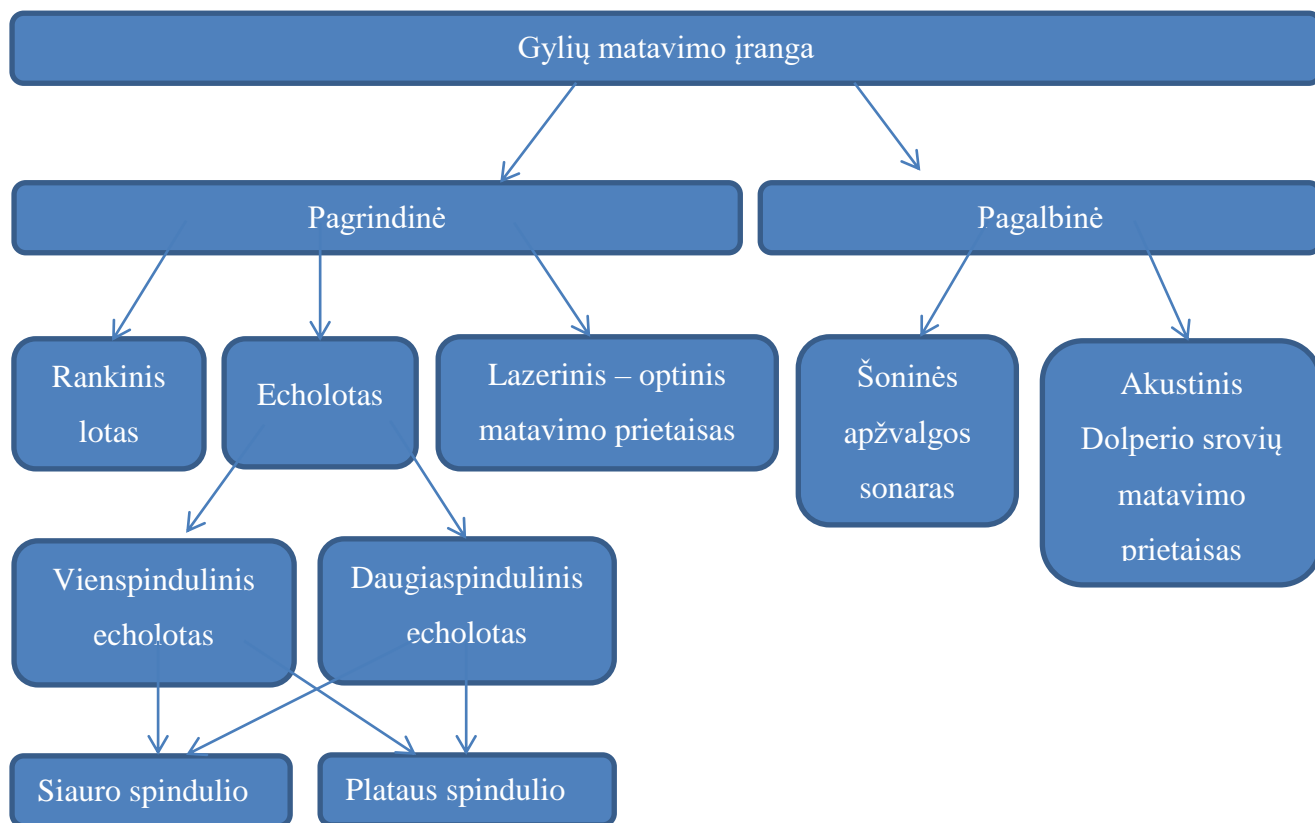 Gylių matavimo įranga
Pagrindinė
Pagalbinė
Rankinis
lotas
Echolotas
Lazerinis – optinis
matavimo prietaisas
Šoninės
apžvalgos
sonaras
Akustinis
Dolperio srovių
matavimo
prietaisas
Vienspindulinis
echolotas
Daugiaspindulinis
echolotas
Siauro spindulio
Plataus spindulio